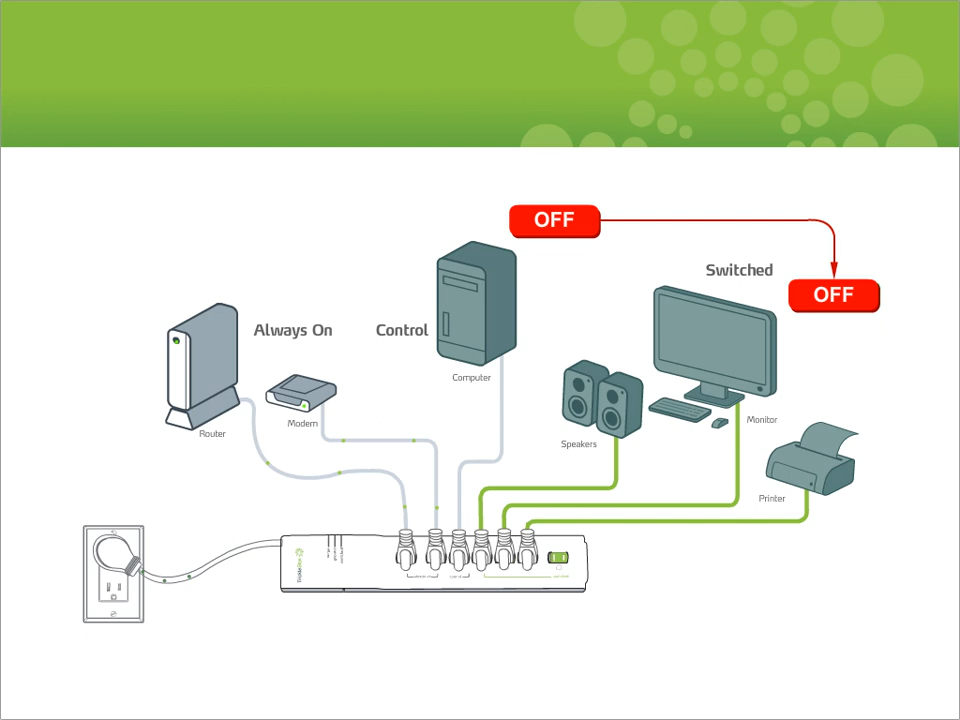 OFF
Switched
OFF
Always On
Control
Computer
Router
Modem
Speakers
Monitor
Printer